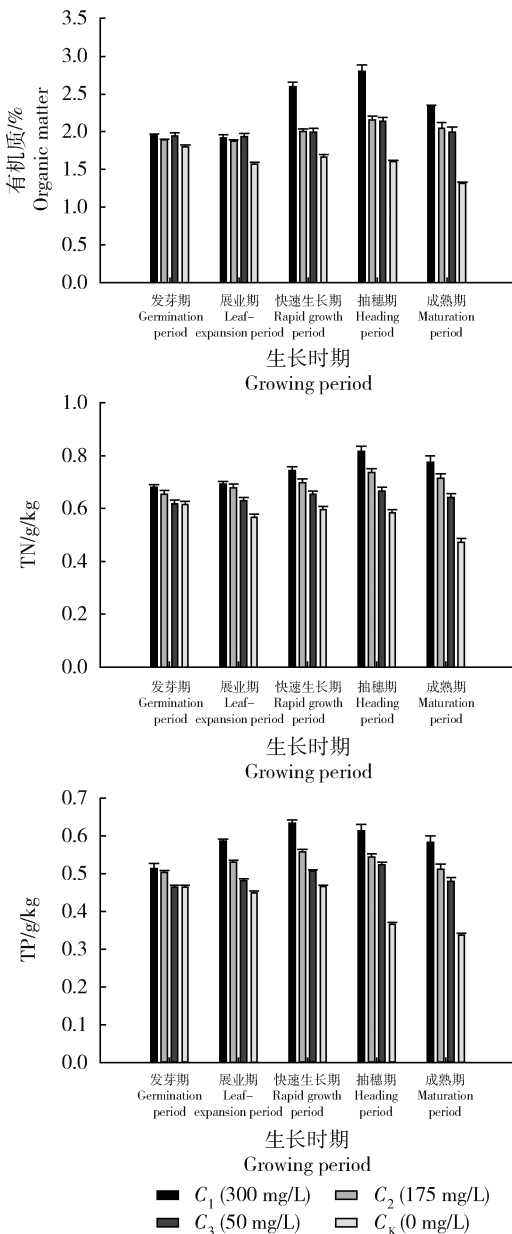 有机质/%
Organic matter
3.5
3.0
2.5
2.0
1.5
1.0
0.5
0.0
发芽期 展业期 快速生长期 抽穗期 成熟期
Germination Leaf- Rapid growth Heading Maturation
period expansion period period period period
生长时期
Growing period
TN/g/kg
1.0
0.8
0.6
0.4
0.2
0.0
发芽期 展业期 快速生长期 抽穗期 成熟期
Germination Leaf- Rapid growth Heading Maturation
period expansion period period period period
生长时期
Growing period
TP/g/kg
0.7
0.6
0.5
0.4
0.3
0.2
0.1
0.0
发芽期 展业期 快速生长期 抽穗期 成熟期
Germination Leaf- Rapid growth Heading Maturation
period expansion period period period period
生长时期
Growing period
C1 (300 mg/L) C2 (175 mg/L)
C3 (50 mg/L) CK (0 mg/L)